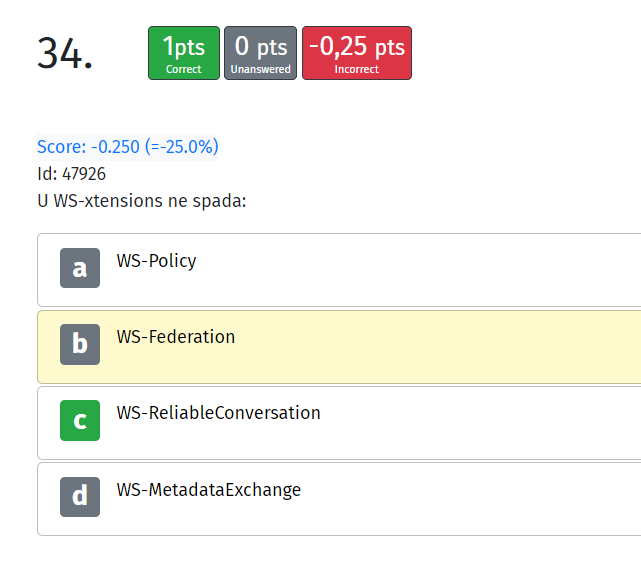 34.
1pts
Correct
0 pts
Unanswered
-0,25 pts
Incorrect
Score: -0.250 (=-25.0%)
Id: 47926
U WS-xtensions ne spada:
a
WS-Policy
b
WS-Federation
c
WS-ReliableConversation
d
WS-MetadataExchange